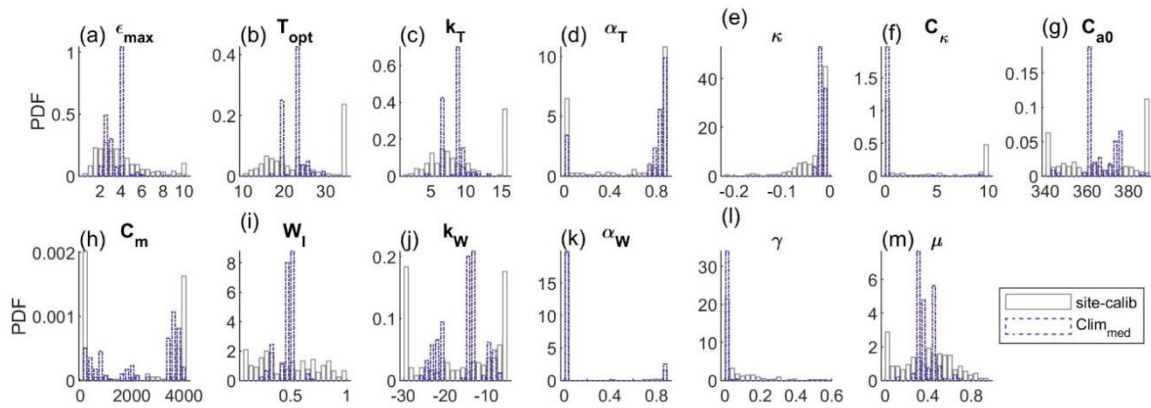 (a) ϵmax (b) Topt (c) kT (d) αT (e) κ (f) Cκ (g) Ca0
PDF
1 0.5 0
0.4 0.2 0
0.6 0.4 0.2 0
10 5 0
40 20 0
1.5 1 0.5 0
0.15 0.1 0.05 0
2 4 6 8 10 10 20 30 5 10 15 0 0.4 0.8 -0.2 -0.1 0 0 5 10 340 360 380
(h) Cm (i) WI (j) kW (k) αW (l) γ (m) μ
PDF
0.002 0.001 0
8 6 4 2 0
0.2 0.1 0
15 10 5 0
30 20 10 0
6 4 2 0
site-calib
Climmed
0 2000 4000 0.5 1 -30 -20 -10 0 0.4 0.8 0 0.2 0.4 0.6 0 0.4 0.8